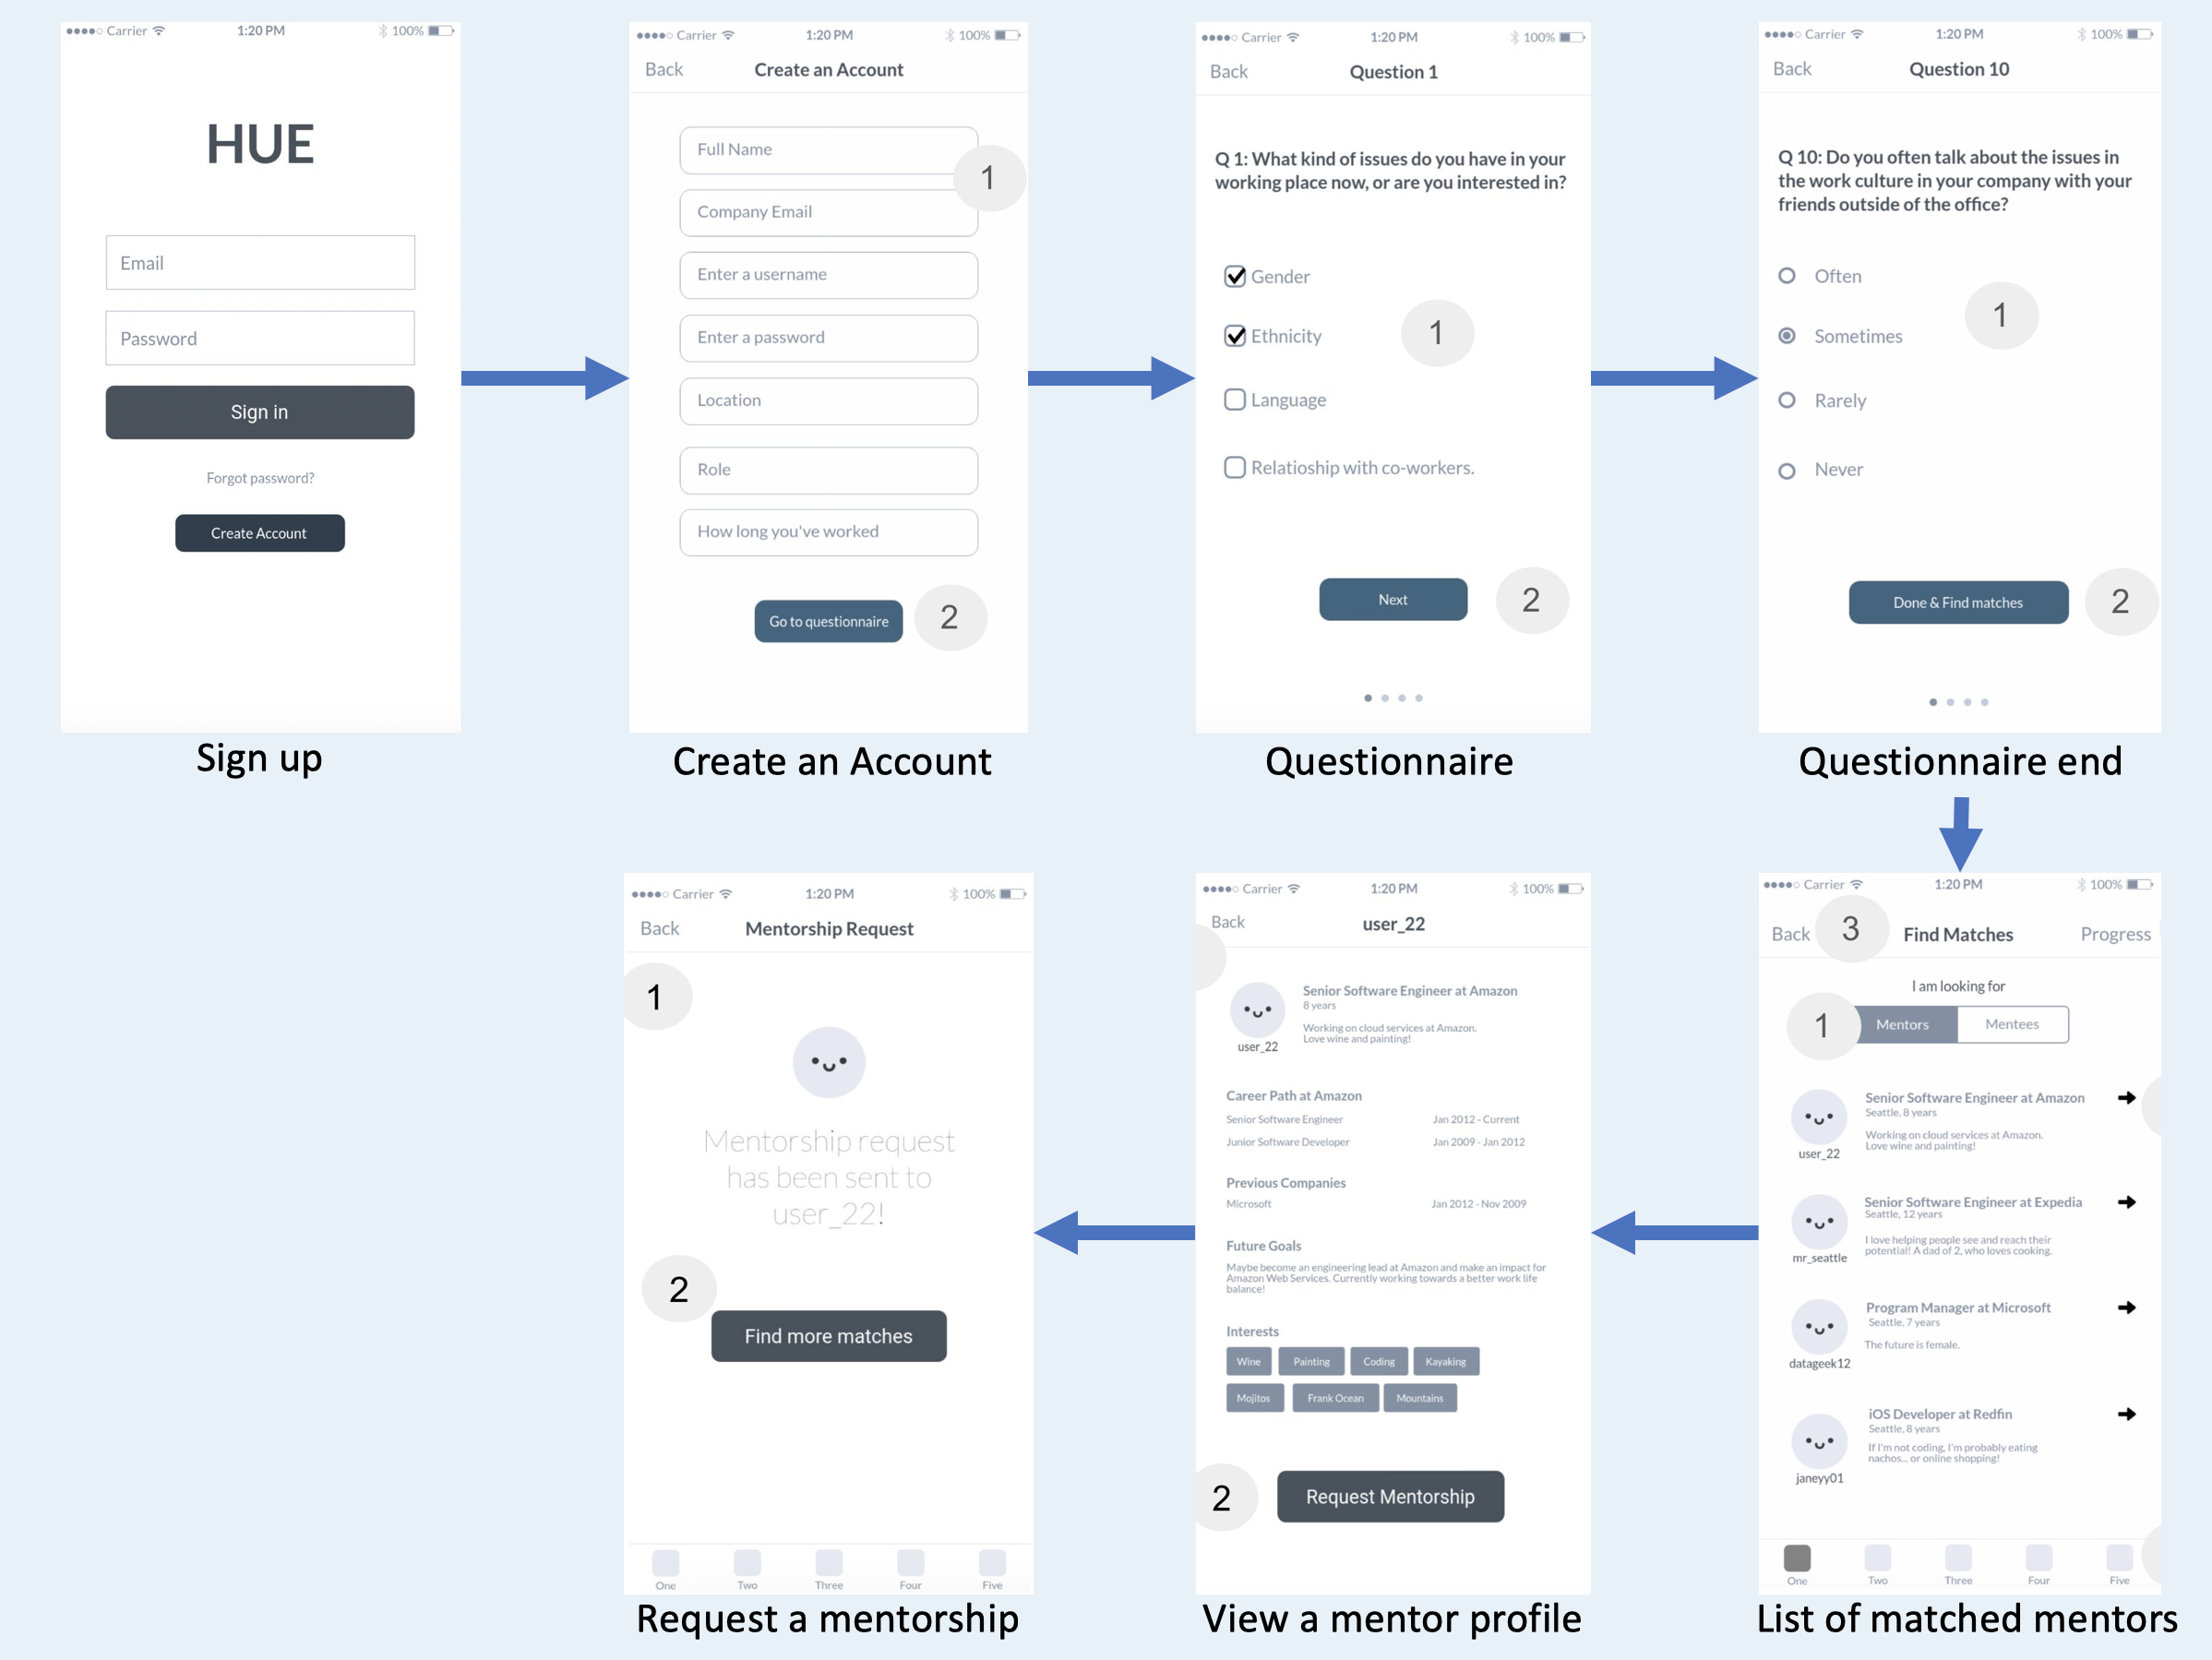 Carrier 1:20 PM 100%
HUE
Email
Password
Sign in
Forgot password?
Create Account
Sign up
Carrier 1:20 PM 100%
Back Create an Account
Full Name
1
Company Email
Enter a username
Enter a password
Location
Role
How long you've worked
Go to questionnaire 2
Create an Account
Carrier 1:20 PM 100%
Back Question 1
Q 1: What kind of issues do you have in your
working place now, or are you interested in?
Gender
Ethnicity 1
Language
Relatioship with co-workers.
Next 2
Questionnaire
Carrier 1:20 PM 100%
Back Question 10
Q 10: Do you often talk about the issues in
the work culture in your company with your
friends outside of the office?
Often
1
Sometimes
Rarely
Never
Done & Find matches 2
Questionnaire end
Carrier 1:20 PM 100%
Back 3 Find Matches Progress
I am looking for
1 Mentors Mentees
Senior Software Engineer at Amazon
Seattle, 8 years
Working on cloud services at Amazon.
Love wine and painting!
user_22
Senior Software Engineer at Expedia
Seattle, 12 years
I love helping people see and reach their
potential! A dad of 2, who loves cooking.
mr_seattle
Program Manager at Microsoft
Seattle, 7 years
The future is female.
datageek12
iOS Developer at Redfin
Seattle, 8 years
If I'm not coding, I'm probably eating
nachos... or online shopping!
janeyy01
One Two Three Four Five
List of matched mentors
Carrier 1:20 PM 100%
Back user_22
Senior Software Engineer at Amazon
8 years
Working on cloud services at Amazon.
Love wine and painting!
user_22
Career Path at Amazon
Senior Software Engineer Jan 2012 - Current
Junior Software Developer Jan 2009 - Jan 2012
Previous Companies
Microsoft Jan 2012 - Nov 2009
Future Goals
Maybe become an engineering lead at Amazon and make an impact for
Amazon Web Services. Currently working towards a better work life
balance!
Interests
Wine Painting Coding Kayaking
Mojitos Frank Ocean Mountains
2 Request Mentorship
View a mentor profile
Carrier 1:20 PM 100%
Back Mentorship Request
1
Mentorship request
has been sent to
user_22!
2
Find more matches
One Two Three Four Five
Request a mentorship